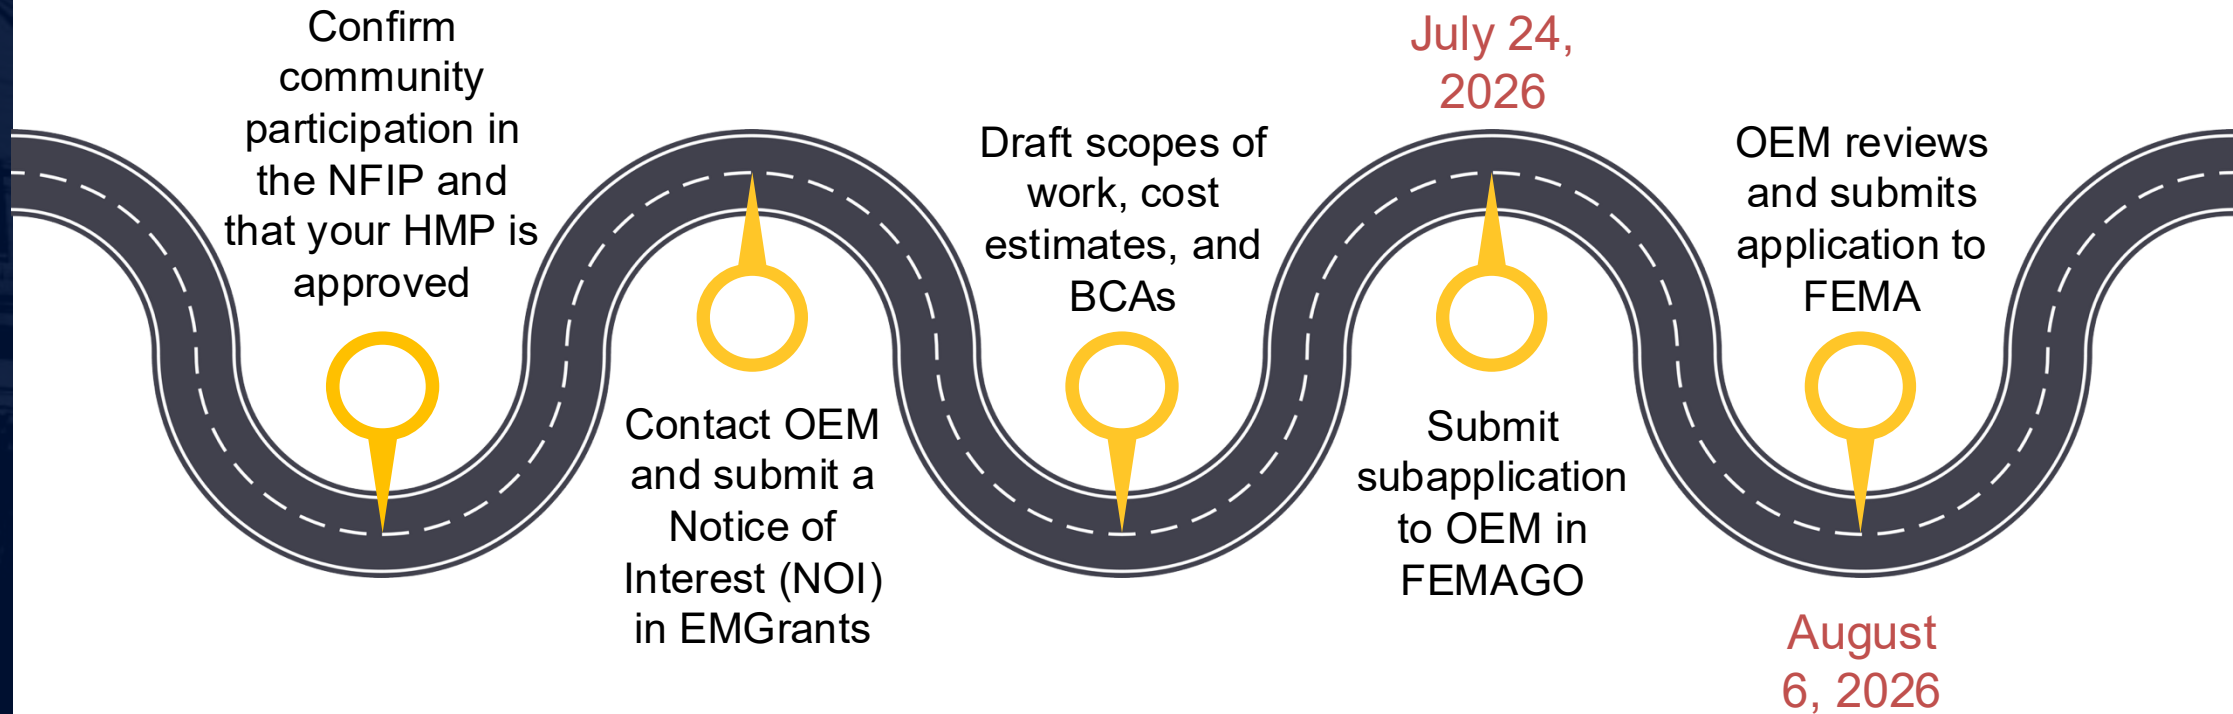 Confirm
community
participation in
the NFIP and
that your HMP is
approved
Contact OEM
and submit a
Notice of
Interest (NOI)
in EMGrants
Draft scopes of
work, cost
estimates, and
BCAs
July 24,
2026
Submit
subapplication
to OEM in
FEMAGO
OEM reviews
and submits
application to
FEMA
August
6, 2026